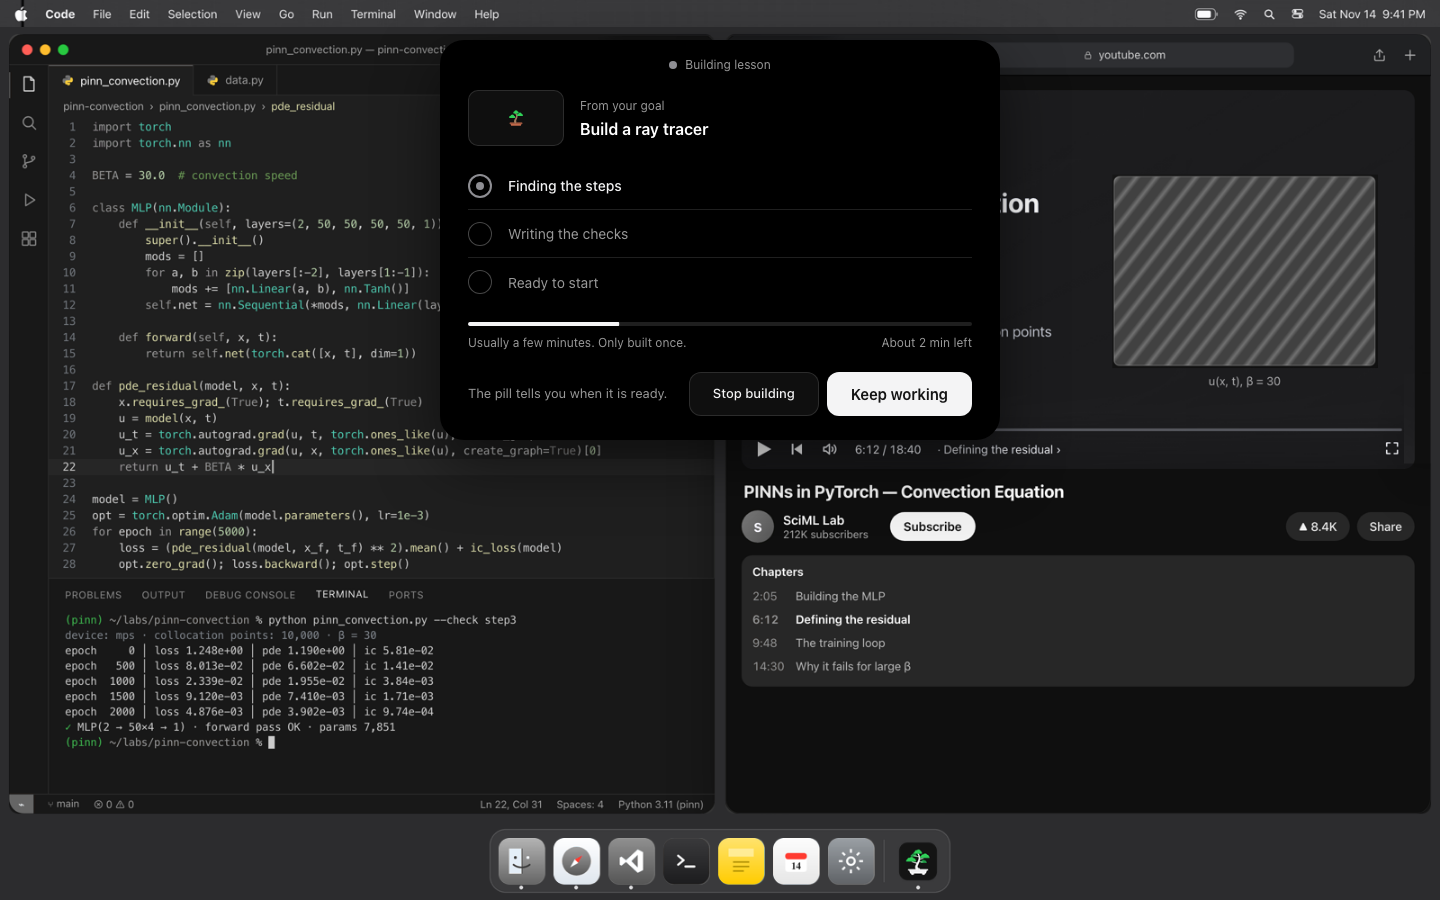 Code File Edit Selection View Go Run Terminal Window Help
Sat Nov 14 9:41 PM
pinn_convection.py — pinn-convecti
pinn_convection.py
data.py
pinn-convection › pinn_convection.py › pde_residual
1 import torch
2 import torch.nn as nn
3
4 BETA = 30.0 # convection speed
5
6 class MLP(nn.Module):
7 def __init__(self, layers=(2, 50, 50, 50, 50, 1))
8 super().__init__()
9 mods = []
10 for a, b in zip(layers[:-2], layers[1:-1]):
11 mods += [nn.Linear(a, b), nn.Tanh()]
12 self.net = nn.Sequential(*mods, nn.Linear(lay
13
14 def forward(self, x, t):
15 return self.net(torch.cat([x, t], dim=1))
16
17 def pde_residual(model, x, t):
18 x.requires_grad_(True); t.requires_grad_(True)
19 u = model(x, t)
20 u_t = torch.autograd.grad(u, t, torch.ones_like(u),
21 u_x = torch.autograd.grad(u, x, torch.ones_like(u), create_graph=True)[0]
22 return u_t + BETA * u_x
23
24 model = MLP()
25 opt = torch.optim.Adam(model.parameters(), lr=1e-3)
26 for epoch in range(5000):
27 loss = (pde_residual(model, x_f, t_f) ** 2).mean() + ic_loss(model)
28 opt.zero_grad(); loss.backward(); opt.step()
PROBLEMS OUTPUT DEBUG CONSOLE TERMINAL PORTS
(pinn) ~/labs/pinn-convection % python pinn_convection.py --check step3
device: mps · collocation points: 10,000 · β = 30
epoch 0 | loss 1.248e+00 | pde 1.190e+00 | ic 5.81e-02
epoch 500 | loss 8.013e-02 | pde 6.602e-02 | ic 1.41e-02
epoch 1000 | loss 2.339e-02 | pde 1.955e-02 | ic 3.84e-03
epoch 1500 | loss 9.120e-03 | pde 7.410e-03 | ic 1.71e-03
epoch 2000 | loss 4.876e-03 | pde 3.902e-03 | ic 9.74e-04
✓ MLP(2 → 50×4 → 1) · forward pass OK · params 7,851
(pinn) ~/labs/pinn-convection %
main 0 0 Ln 22, Col 31 Spaces: 4 Python 3.11 (pinn)
Building lesson
From your goal
Build a ray tracer
Finding the steps
Writing the checks
Ready to start
Usually a few minutes. Only built once. About 2 min left
The pill tells you when it is ready. Stop building Keep working
youtube.com
tion
n points
u(x, t), β = 30
6:12 / 18:40 · Defining the residual ›
PINNs in PyTorch — Convection Equation
S
SciML Lab
212K subscribers
Subscribe
▲ 8.4K
Share
Chapters
2:05 Building the MLP
6:12 Defining the residual
9:48 The training loop
14:30 Why it fails for large β
14